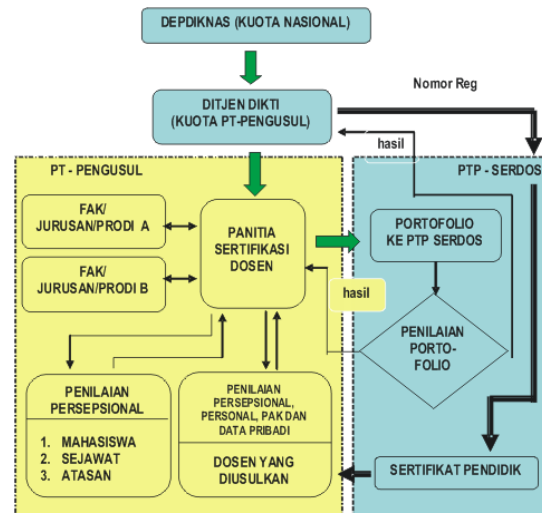 DEPDIKNAS (KUOTA NASIONAL)
Nomor Reg
DITJEN DIKTI
(KUOTA PT-PENGUSUL)
hasil
PT - PENGUSUL
PTP - SERDOS
FAK/
JURUSAN/PRODI A
PANITIA
SERTIFIKASI
DOSEN
PORTOFOLIO
KE PTP SERDOS
FAK/
JURUSAN/PRODI B
hasil
PENILAIAN
PORTO-
FOLIO
PENILAIAN
PERSEPSIONAL
1. MAHASISWA
2. SEJAWAT
3. ATASAN
PENILAIAN
PERSEPSIONAL,
PERSONAL, PAK DAN
DATA PRIBADI
DOSEN YANG
DIUSULKAN
SERTIFIKAT PENDIDIK